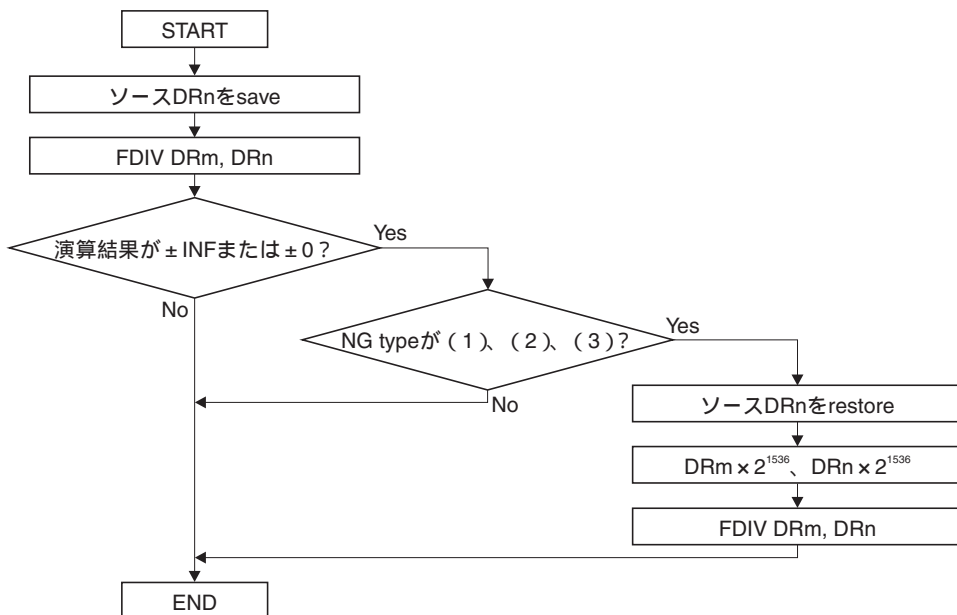 START
ソースDRnをsave
FDIV DRm, DRn
演算結果が±INFまたは±0?
Yes
No
NG typeが(1)、(2)、(3)?
Yes
No
ソースDRnをrestore
DRm×2¹⁵³⁶、DRn×2¹⁵³⁶
FDIV DRm, DRn
END